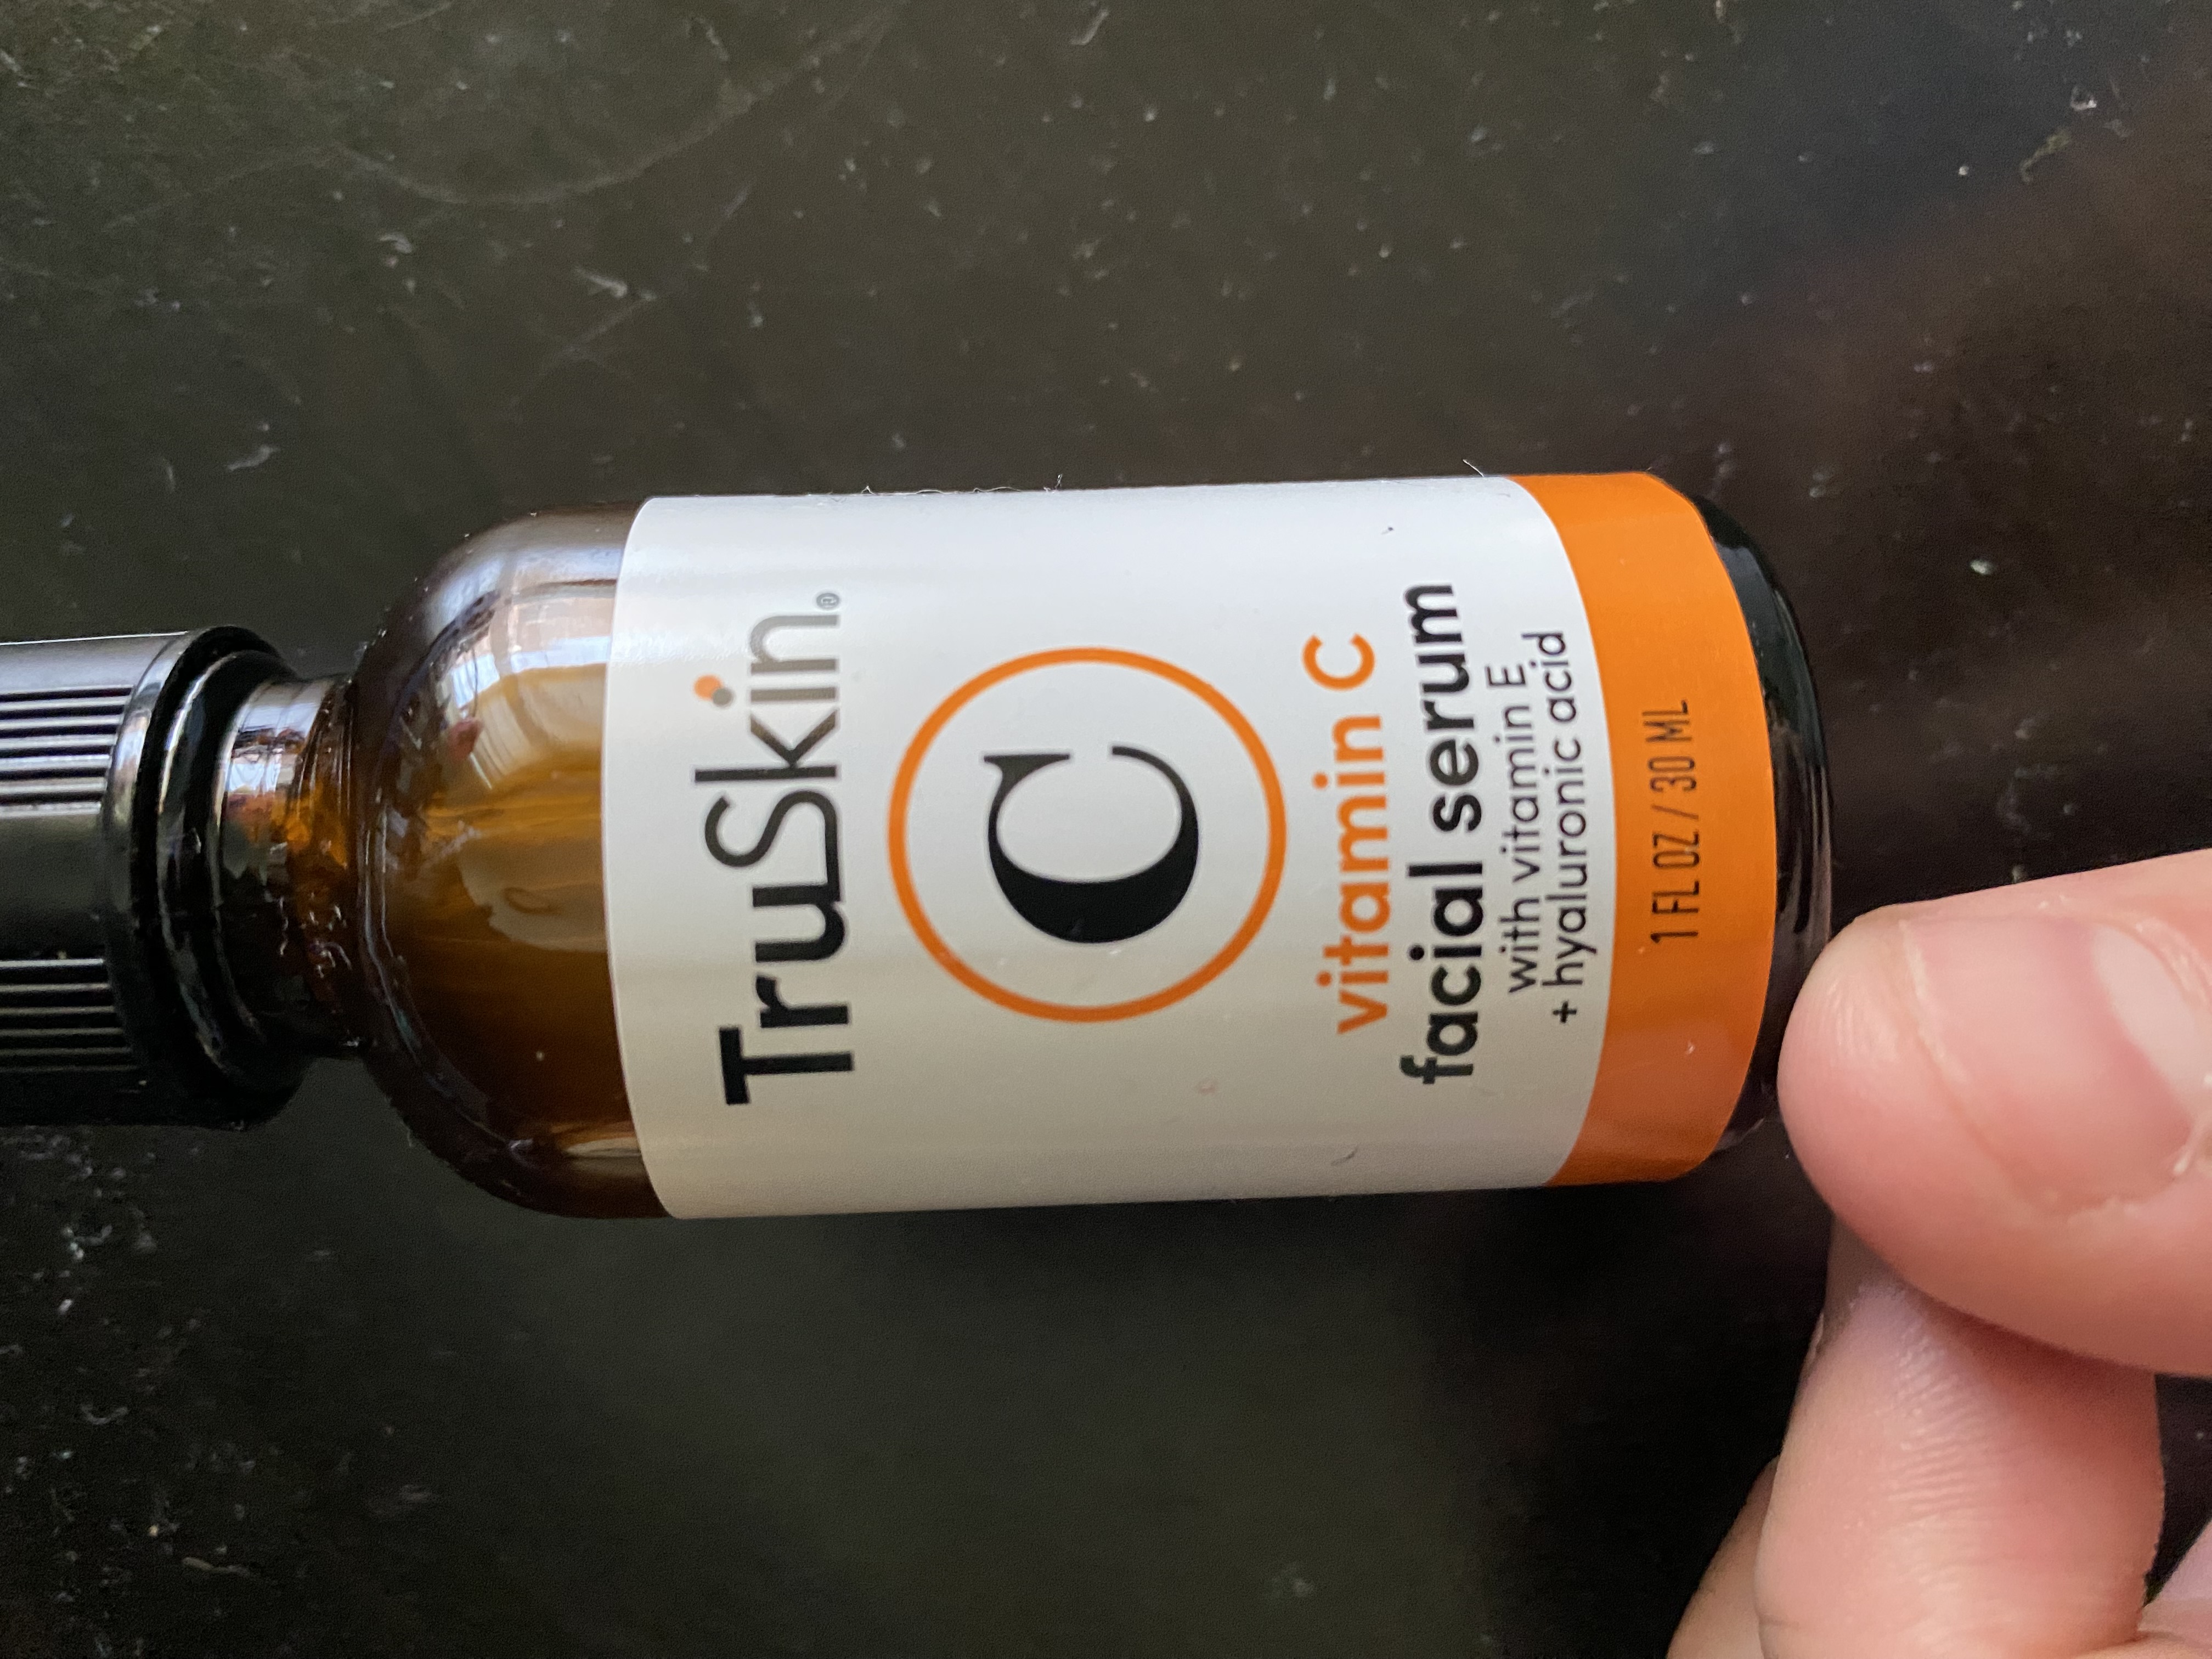 TruSkin®
C
vitamin C
facial serum
with vitamin E
+ hyaluronic acid
1 FL OZ / 30 ML